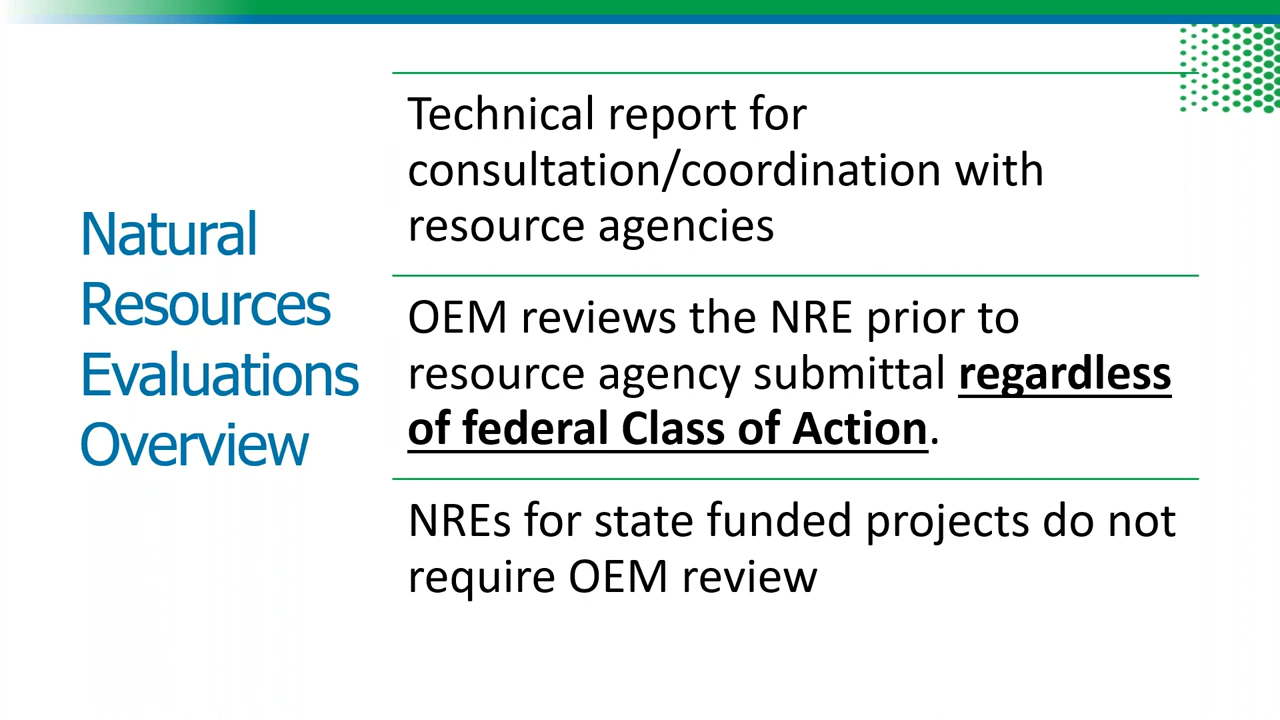 Natural
Resources
Evaluations
Overview
Technical report for
consultation/coordination with
resource agencies
OEM reviews the NRE prior to
resource agency submittal regardless
of federal Class of Action.
NREs for state funded projects do not
require OEM review